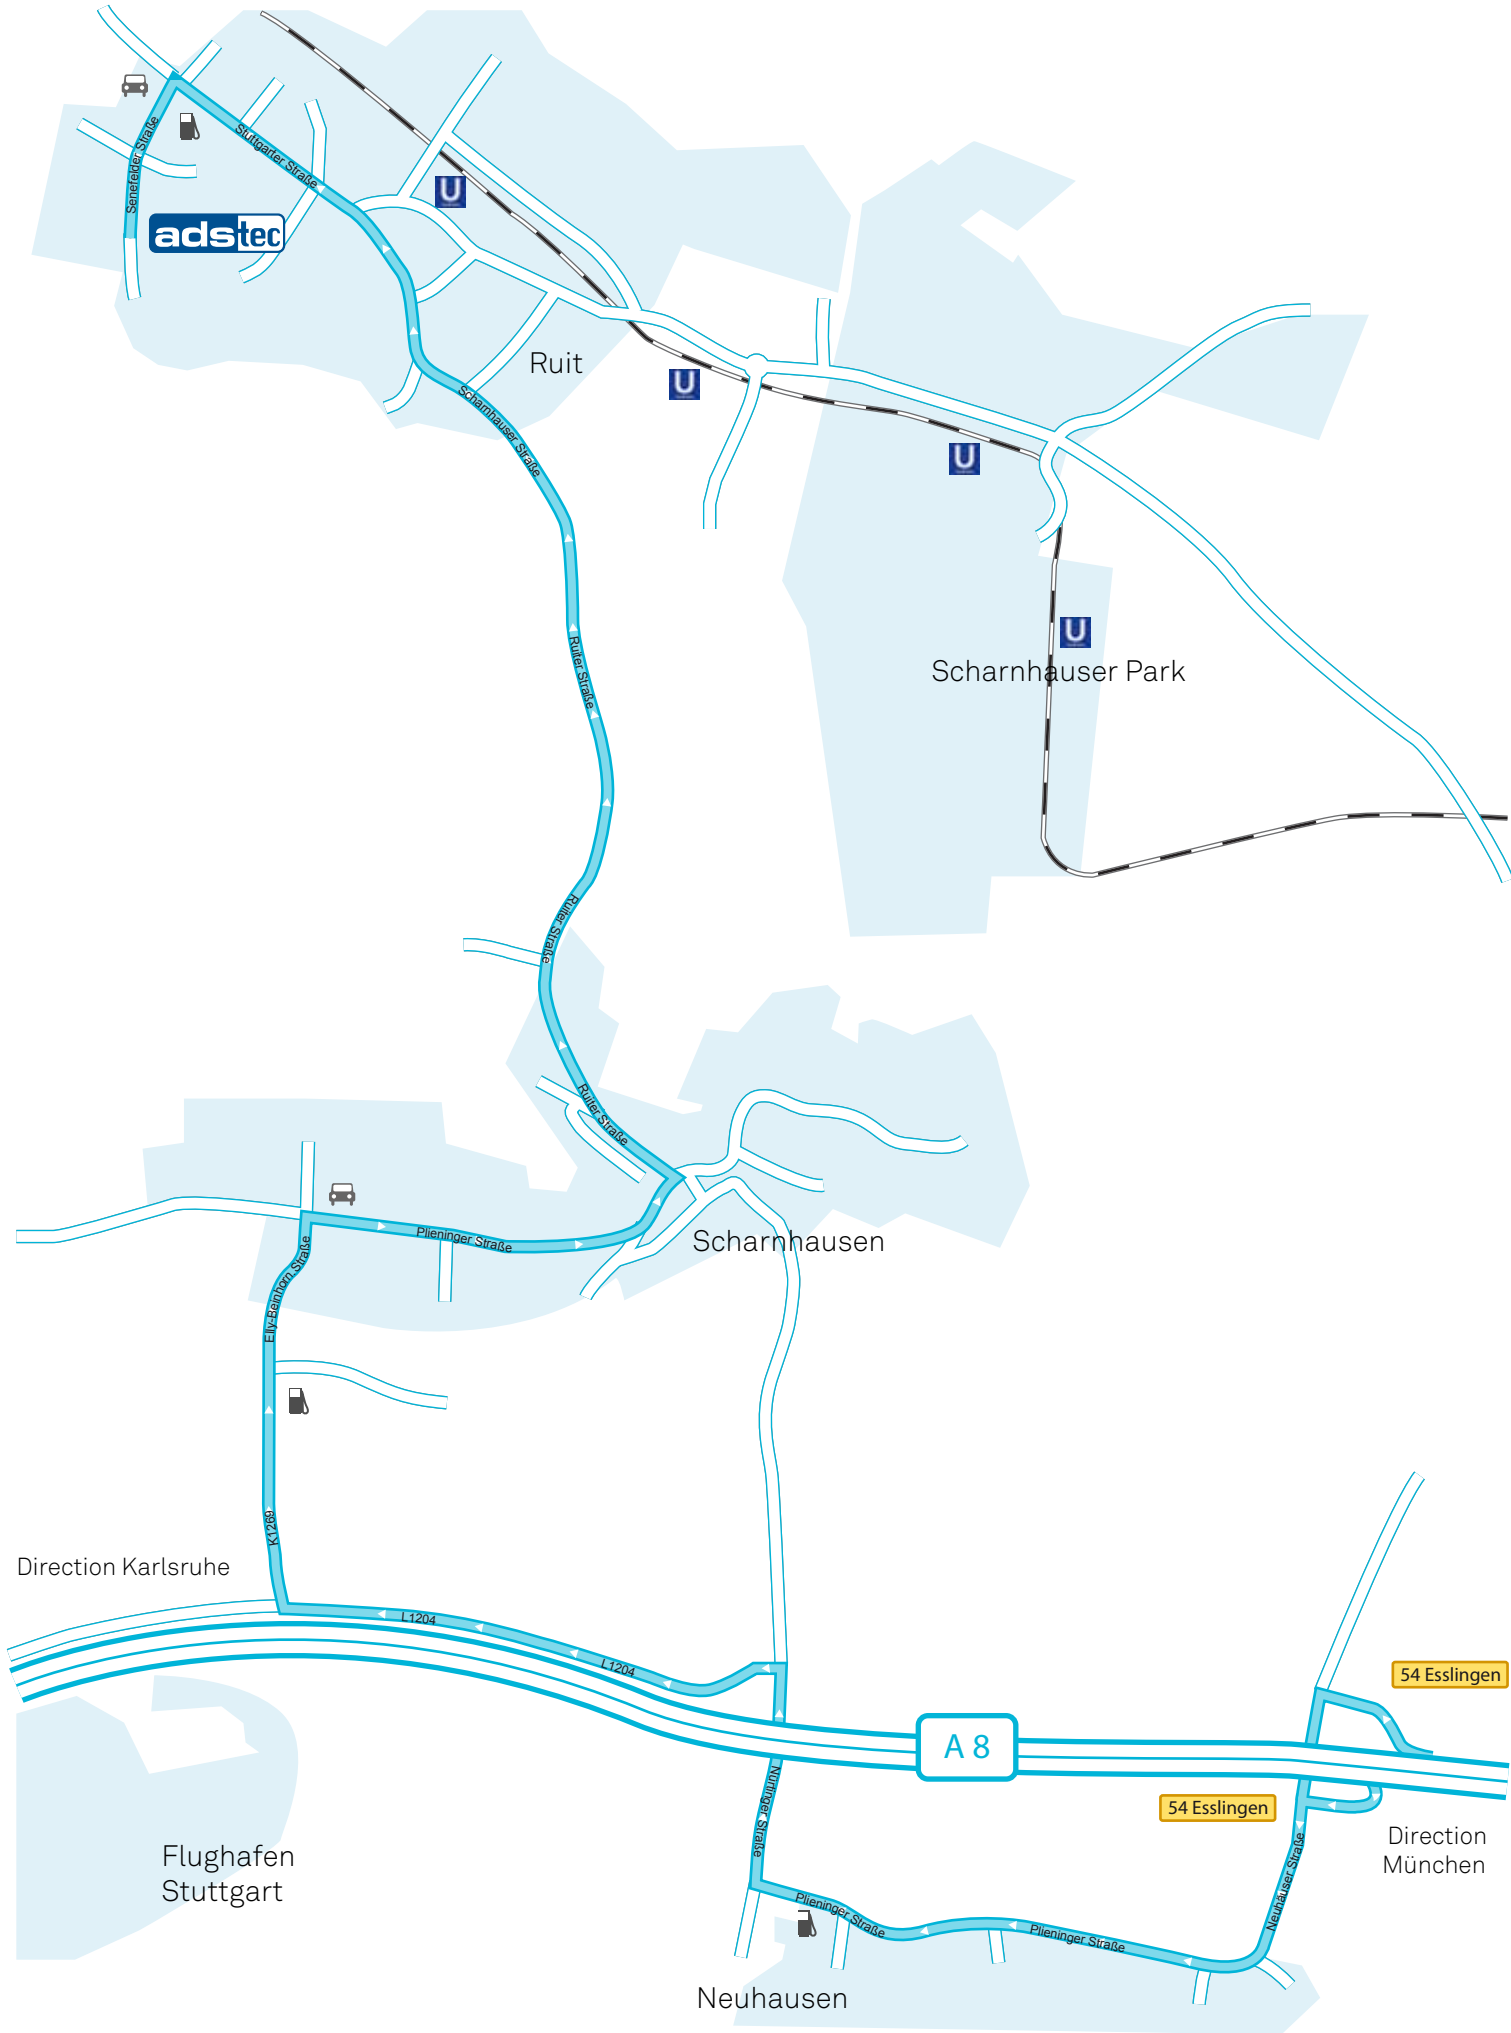 Senefelder Straße
Stuttgarter Straße
adstec
U
Ruit
U
Scharnhauser Straße
U
U
Ruiter Straße
Scharnhauser Park
Ruiter Straße
Ruiter Straße
Plieninger Straße
Scharnhausen
Elly-Beinhorn Straße
K1269
Direction Karlsruhe
L1204
L1204
54 Esslingen
A 8
54 Esslingen
Nürtinger Straße
Direction
München
Flughafen
Stuttgart
Neuhäuser Straße
Plieninger Straße
Plieninger Straße
Neuhausen